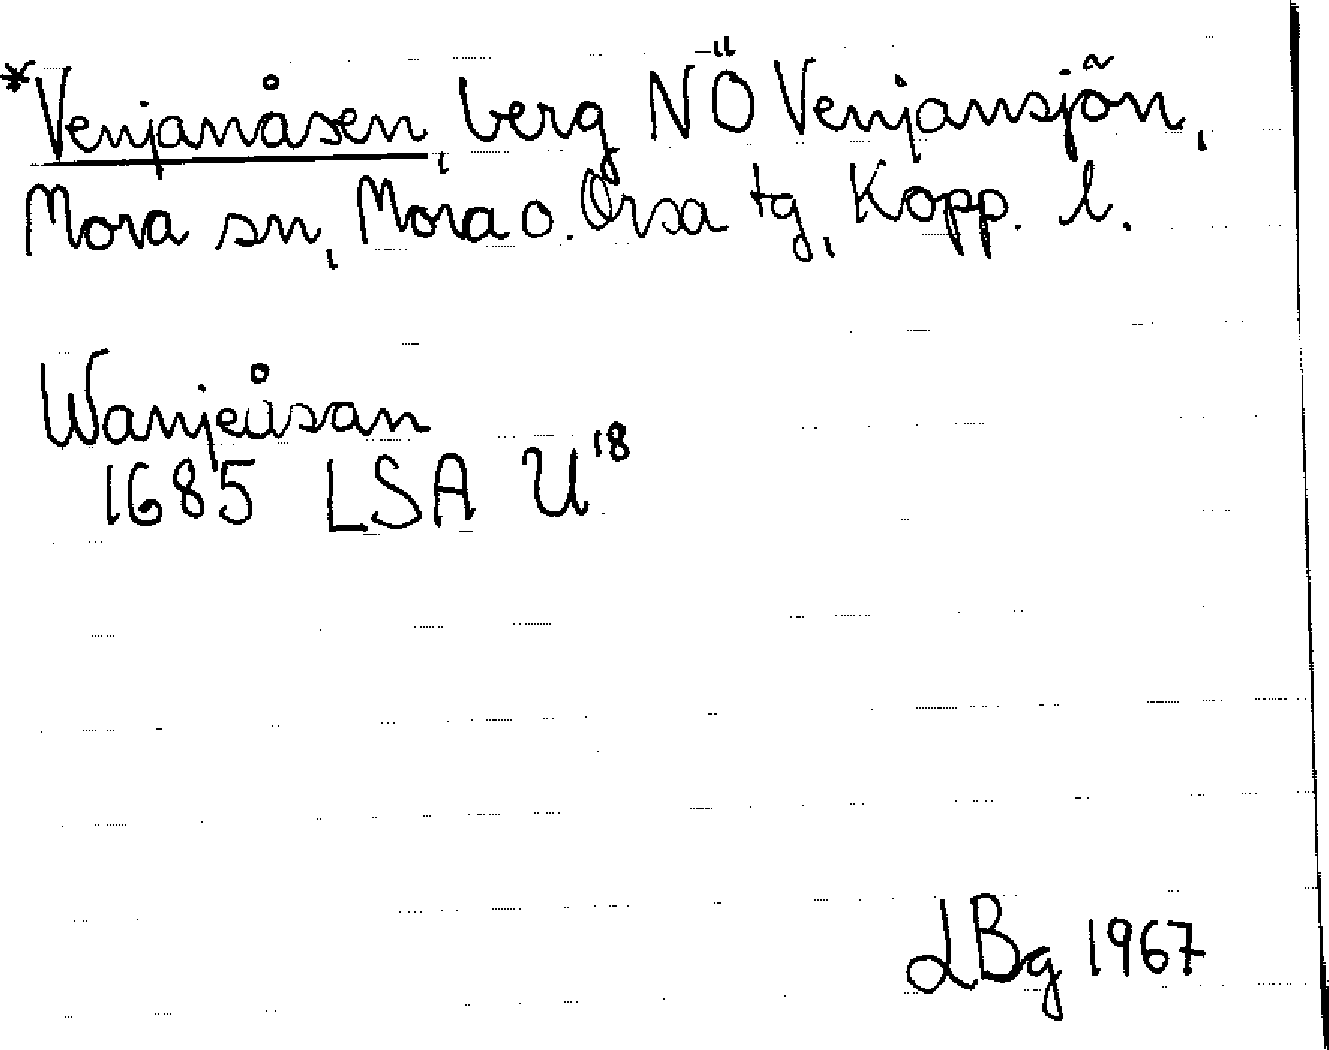 *Venjanåsen, berg NÖ Venjansjön,
Mora sn, Mora o. Orsa tg, Kopp. l.
Wanjeåsan
1685 LSA U18
LBg 1967